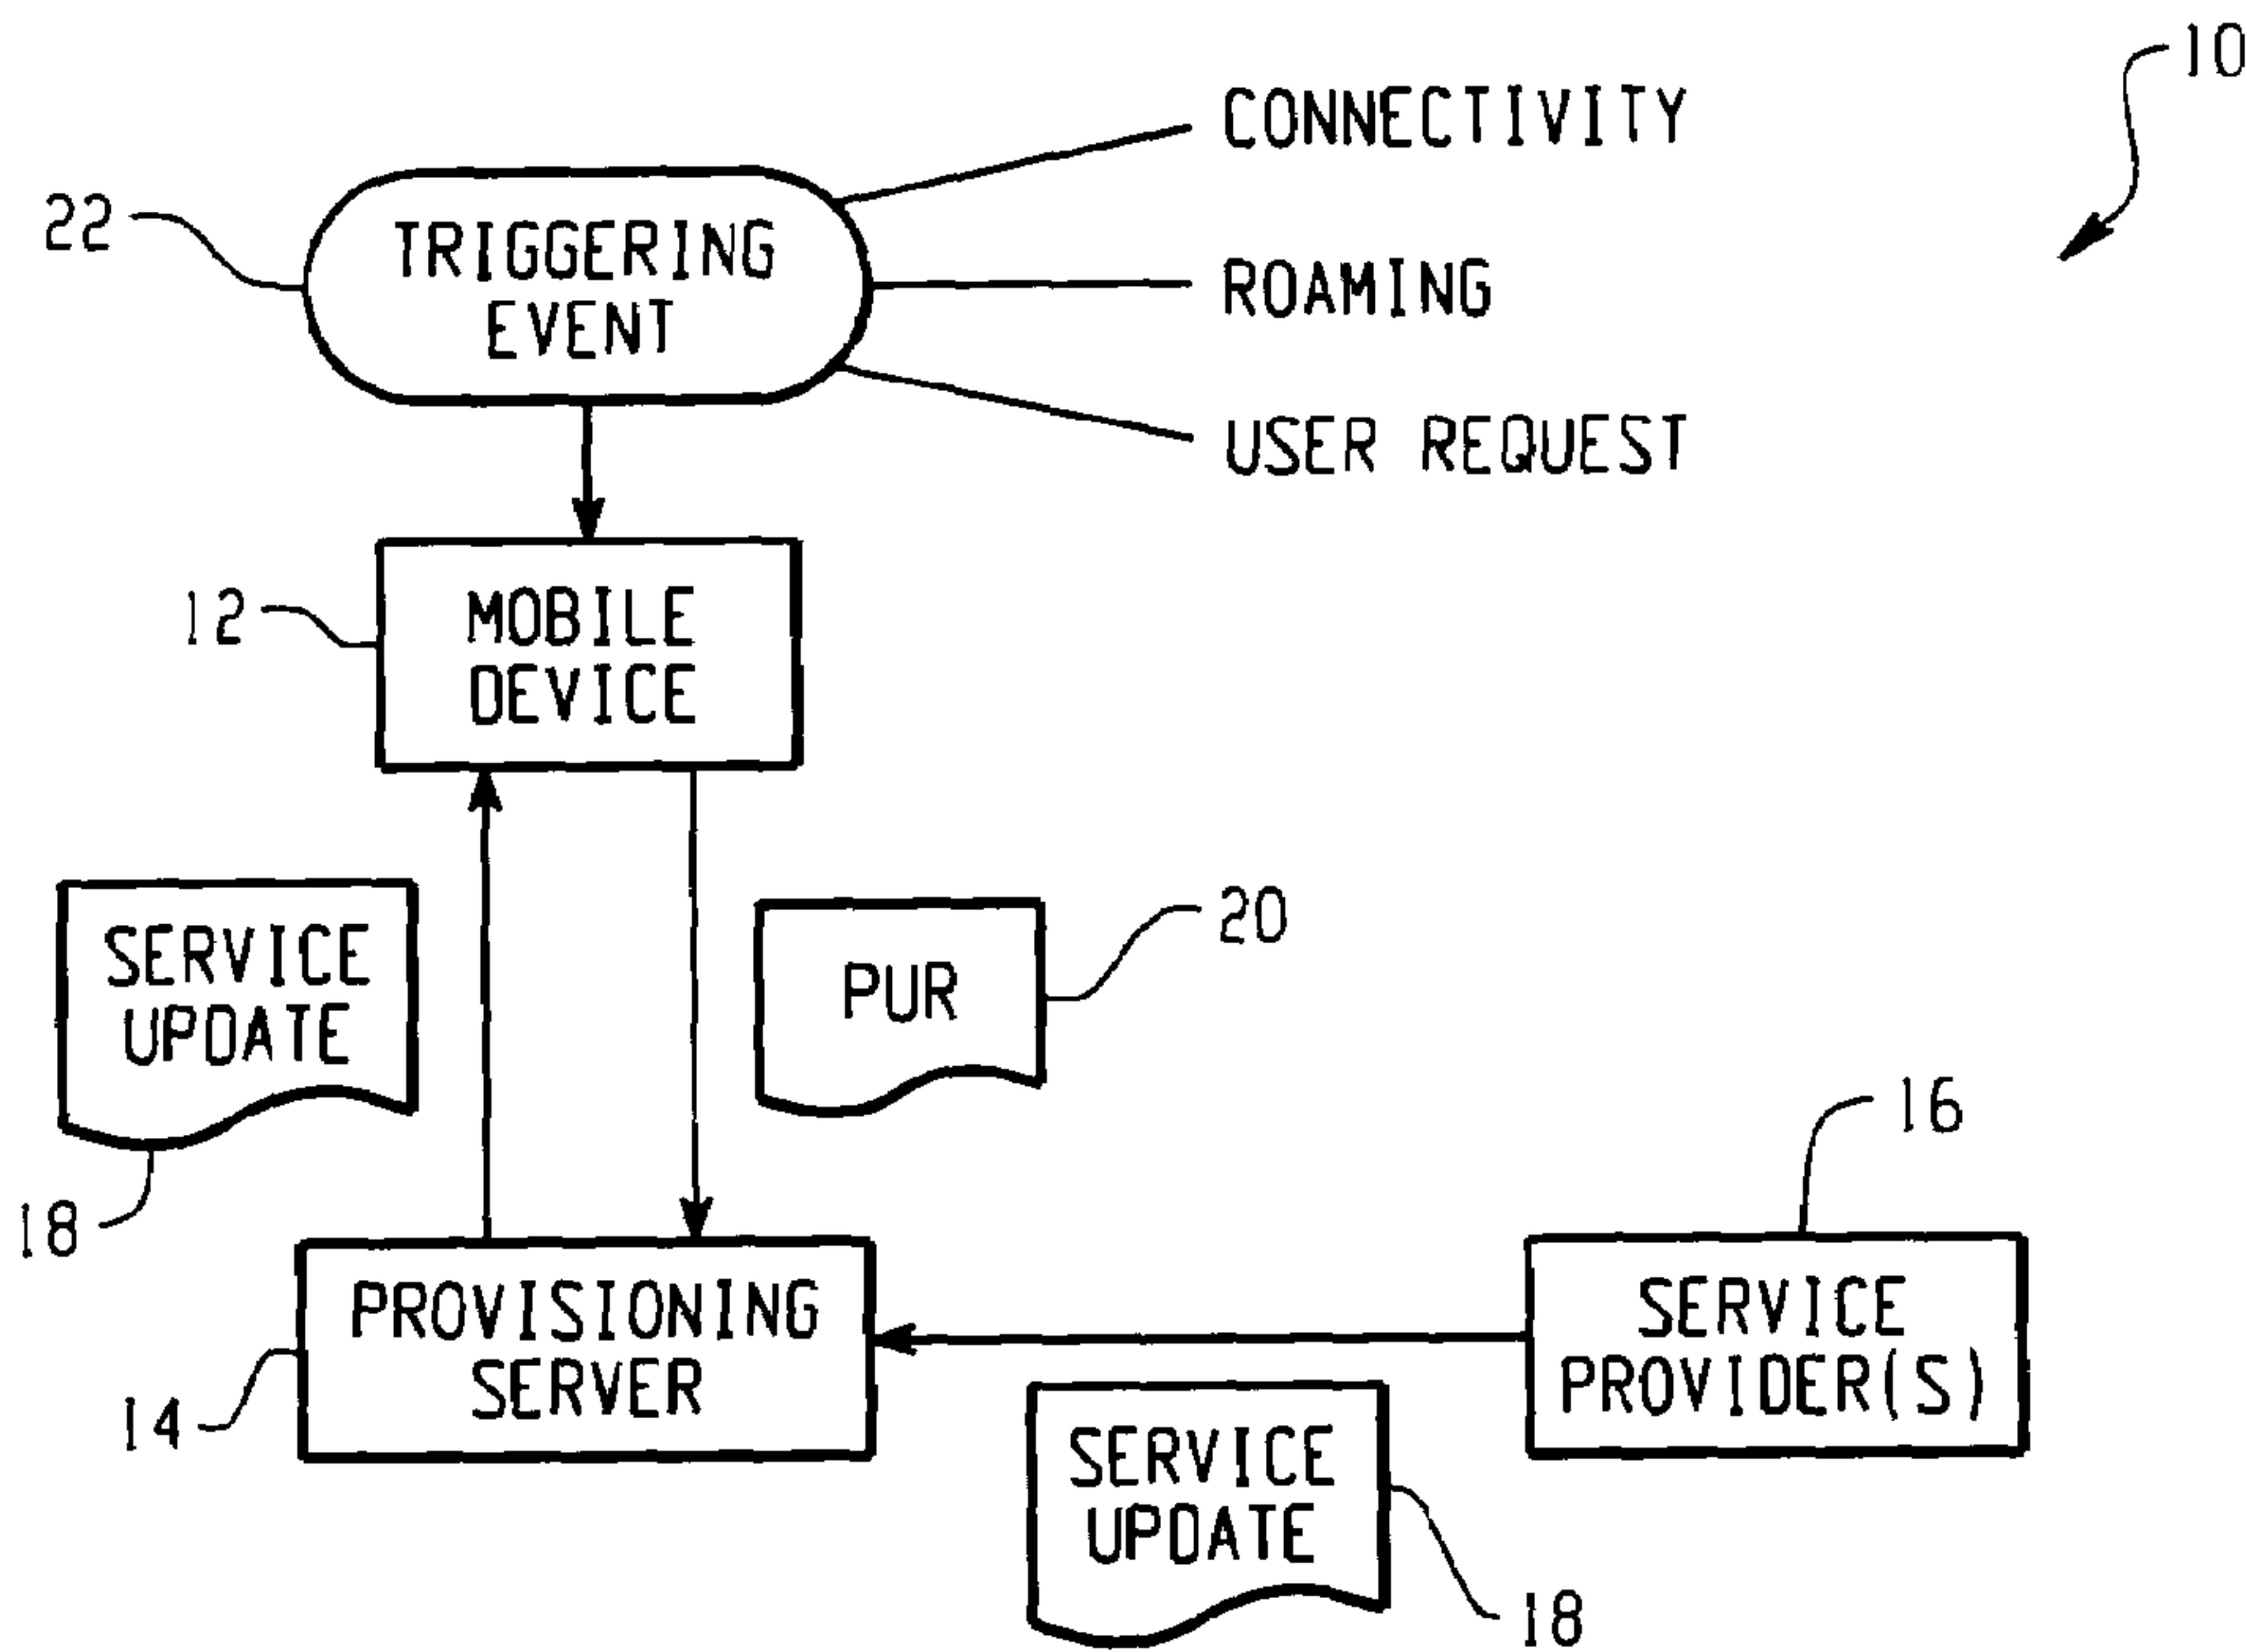 10
CONNECTIVITY
22
TRIGGERING
EVENT
ROAMING
USER REQUEST
12
MOBILE
DEVICE
SERVICE
UPDATE
18
PUR
20
16
PROVISIONING
SERVER
14
SERVICE
PROVIDER(S)
SERVICE
UPDATE
18